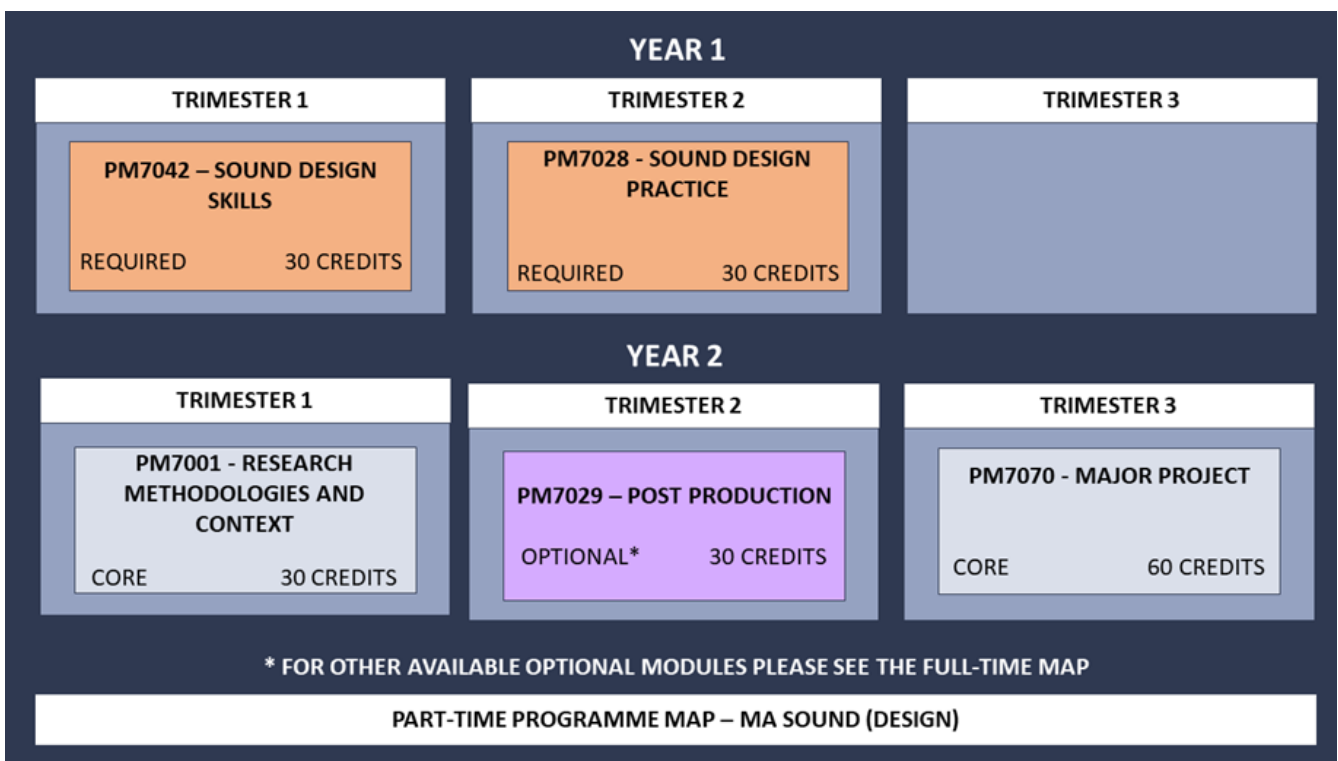 YEAR 1
TRIMESTER 1
TRIMESTER 2
TRIMESTER 3
PM7042 – SOUND DESIGN
SKILLS
REQUIRED 30 CREDITS
PM7028 - SOUND DESIGN
PRACTICE
REQUIRED 30 CREDITS
YEAR 2
TRIMESTER 1
TRIMESTER 2
TRIMESTER 3
PM7001 - RESEARCH
METHODOLOGIES AND
CONTEXT
CORE 30 CREDITS
PM7029 – POST PRODUCTION
OPTIONAL* 30 CREDITS
PM7070 - MAJOR PROJECT
CORE 60 CREDITS
* FOR OTHER AVAILABLE OPTIONAL MODULES PLEASE SEE THE FULL-TIME MAP
PART-TIME PROGRAMME MAP – MA SOUND (DESIGN)